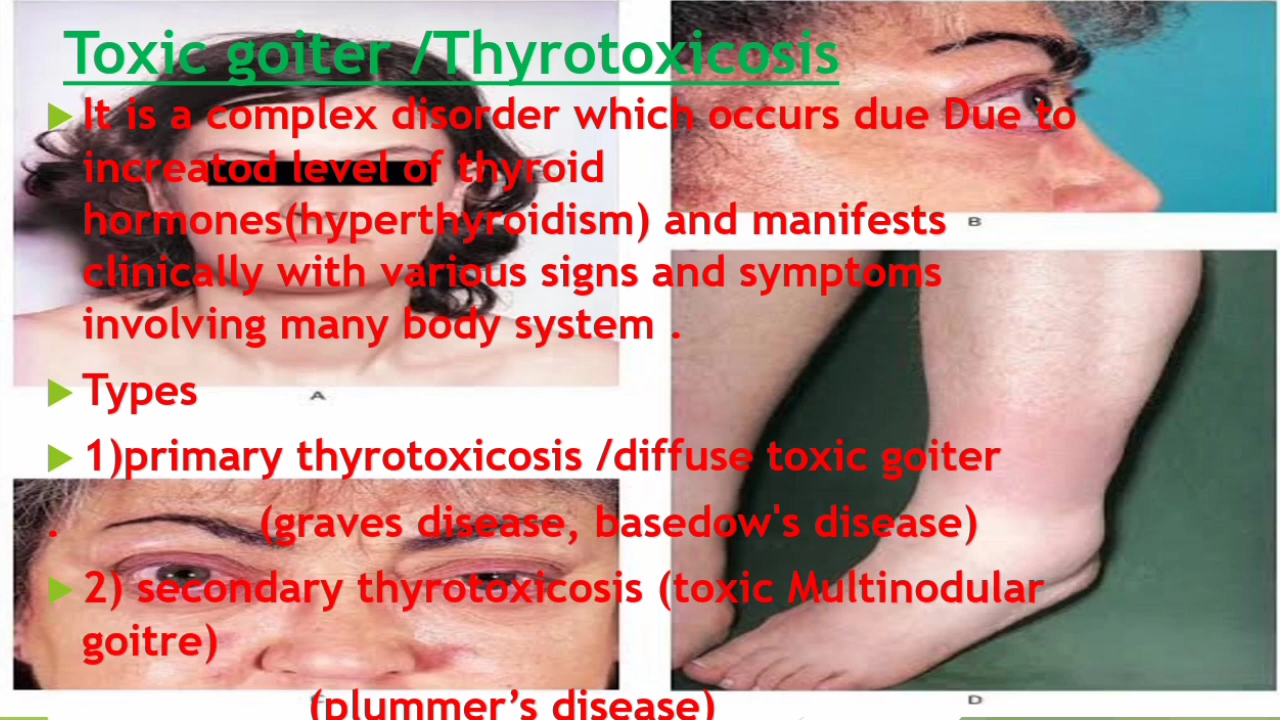 Toxic goiter /Thyrotoxicosis
It is a complex disorder which occurs due Due to
increatod level of thyroid
hormones(hyperthyroidism) and manifests
clinically with various signs and symptoms
involving many body system .
Types
1)primary thyrotoxicosis /diffuse toxic goiter
. (graves disease, basedow's disease)
2) secondary thyrotoxicosis (toxic Multinodular
goitre)
(plummer’s disease)
A
B
D